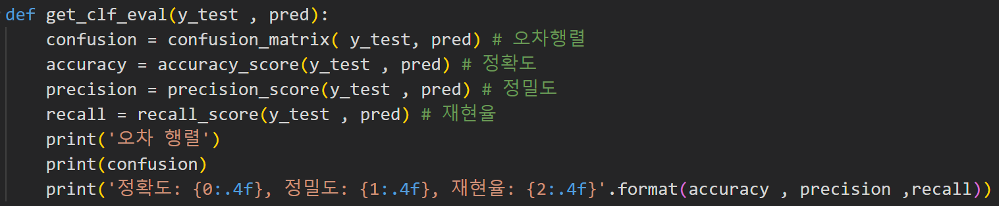 def get_clf_eval(y_test , pred):
    confusion = confusion_matrix( y_test, pred) # 오차행렬
    accuracy = accuracy_score(y_test , pred) # 정확도
    precision = precision_score(y_test , pred) # 정밀도
    recall = recall_score(y_test , pred) # 재현율
    print('오차 행렬')
    print(confusion)
    print('정확도: {0:.4f}, 정밀도: {1:.4f}, 재현율: {2:.4f}'.format(accuracy , precision ,recall))